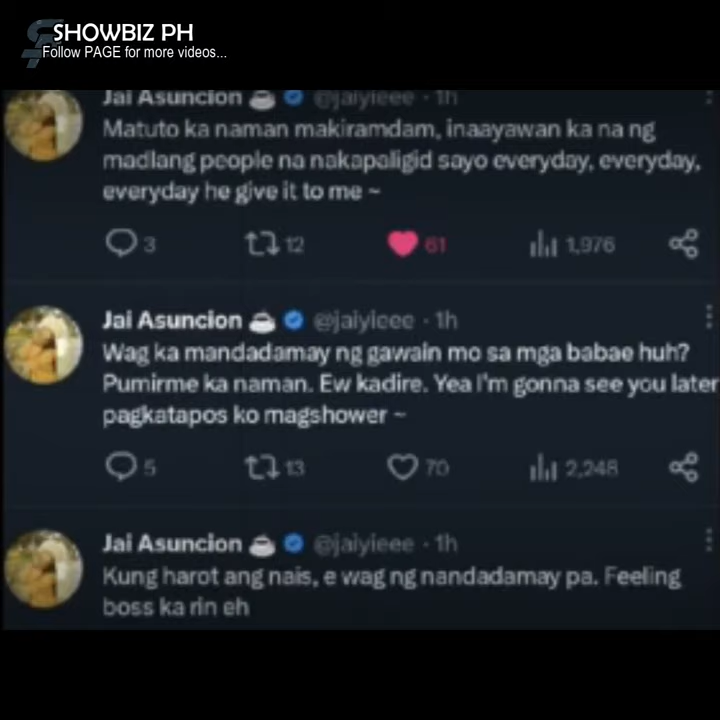 SHOWBIZ PH
Follow PAGE for more videos...
Jai Asuncion @jaiyieee · 1h
Matuto ka naman makiramdam, inaayawan ka na ng
madlang people na nakapaligid sayo everyday, everyday,
everyday he give it to me ~
3 12 61 1,976
Jai Asuncion @jaiyieee · 1h
Wag ka mandadamay ng gawain mo sa mga babae huh?
Pumirme ka naman. Ew kadire. Yea I'm gonna see you later
pagkatapos ko magshower ~
5 13 70 2,248
Jai Asuncion @jaiyieee · 1h
Kung harot ang nais, e wag ng nandadamay pa. Feeling
boss ka rin eh